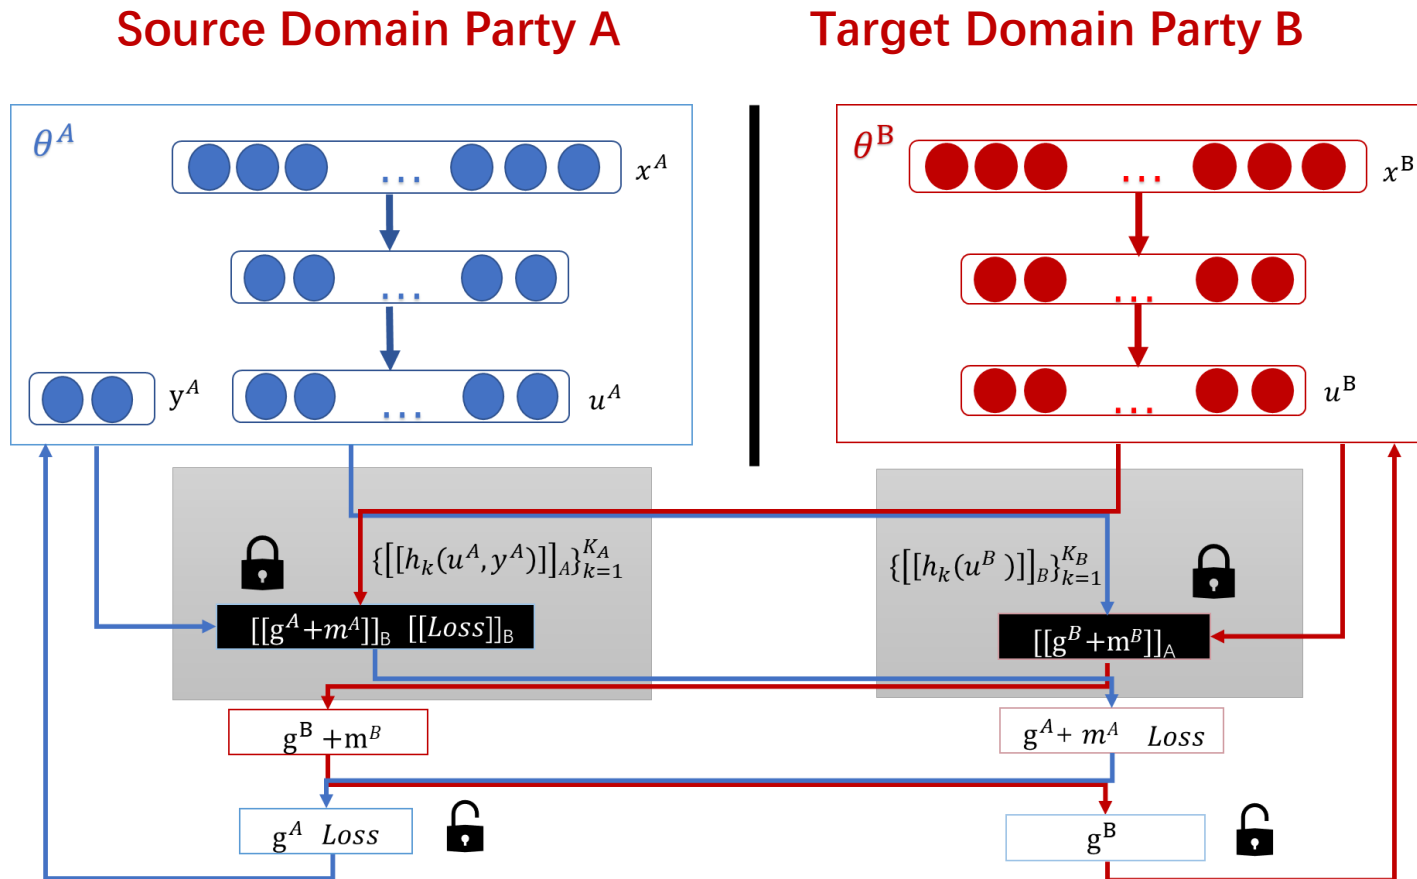 Source Domain Party A
Target Domain Party B
θ^A
. . .
x^A
θ^B
. . .
x^B
. . .
. . .
y^A
. . .
u^A
. . .
u^B
{[[h_k(u^A, y^A)]]_A}_{k=1}^{K_A}
{[[h_k(u^B )]]_B}_{k=1}^{K_B}
[[g^A+m^A]]_B [[Loss]]_B
[[g^B+m^B]]_A
g^B +m^B
g^A+ m^A Loss
g^A Loss
g^B